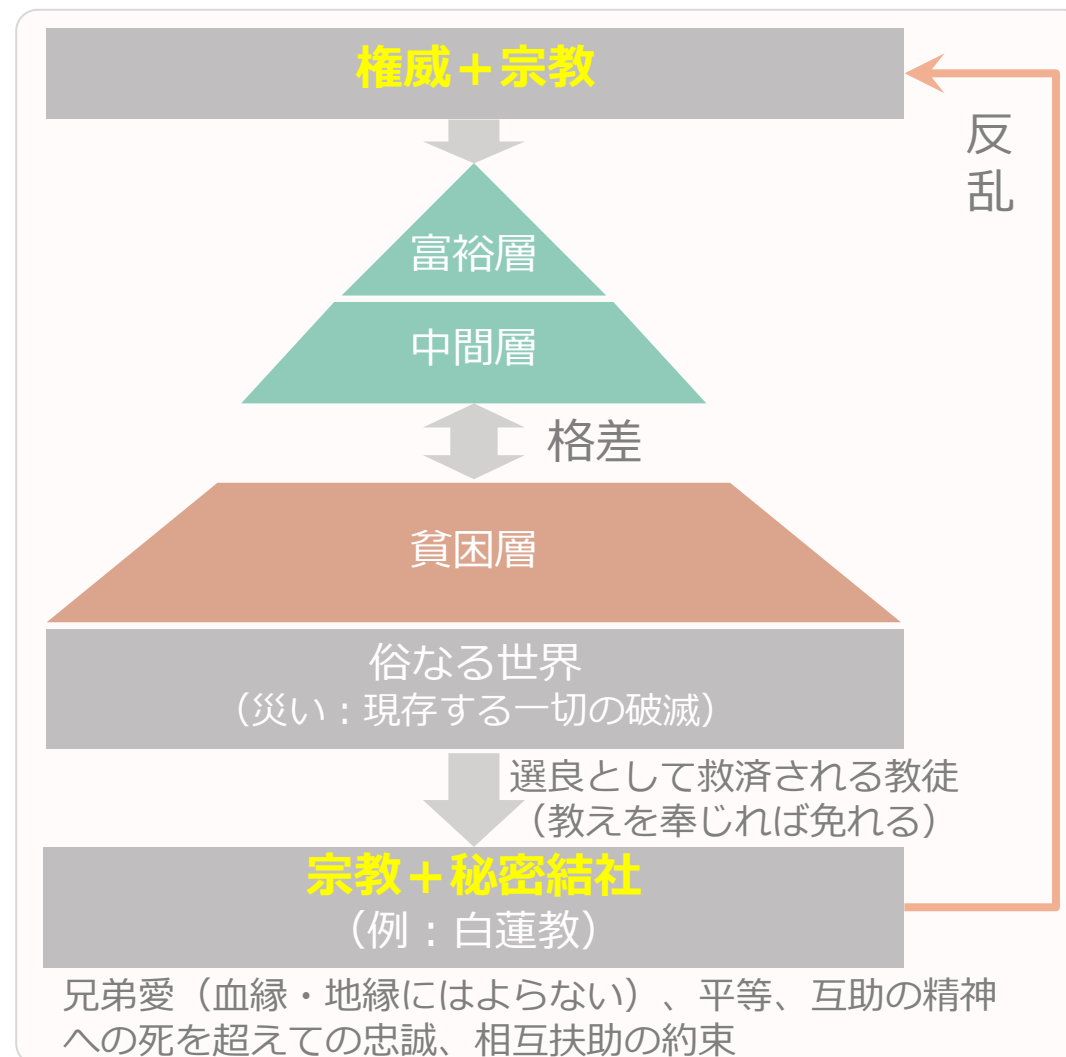 権威＋宗教
反乱
富裕層
中間層
格差
貧困層
俗なる世界
（災い：現存する一切の破滅）
選良として救済される教徒
（教えを奉じれば免れる）
宗教＋秘密結社
（例：白蓮教）
兄弟愛（血縁・地縁にはよらない）、平等、互助の精神
への死を超えての忠誠、相互扶助の約束